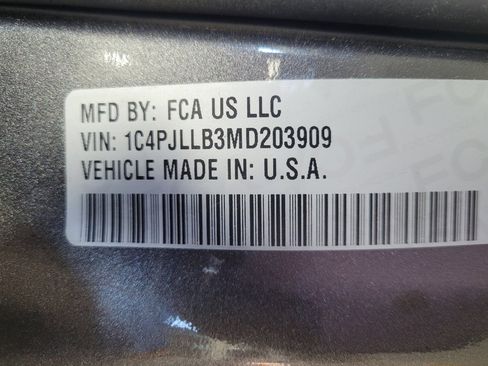 MFD BY: FCA US LLC
VIN: 1C4PJLLB3MD203909
VEHICLE MADE IN: U.S.A.